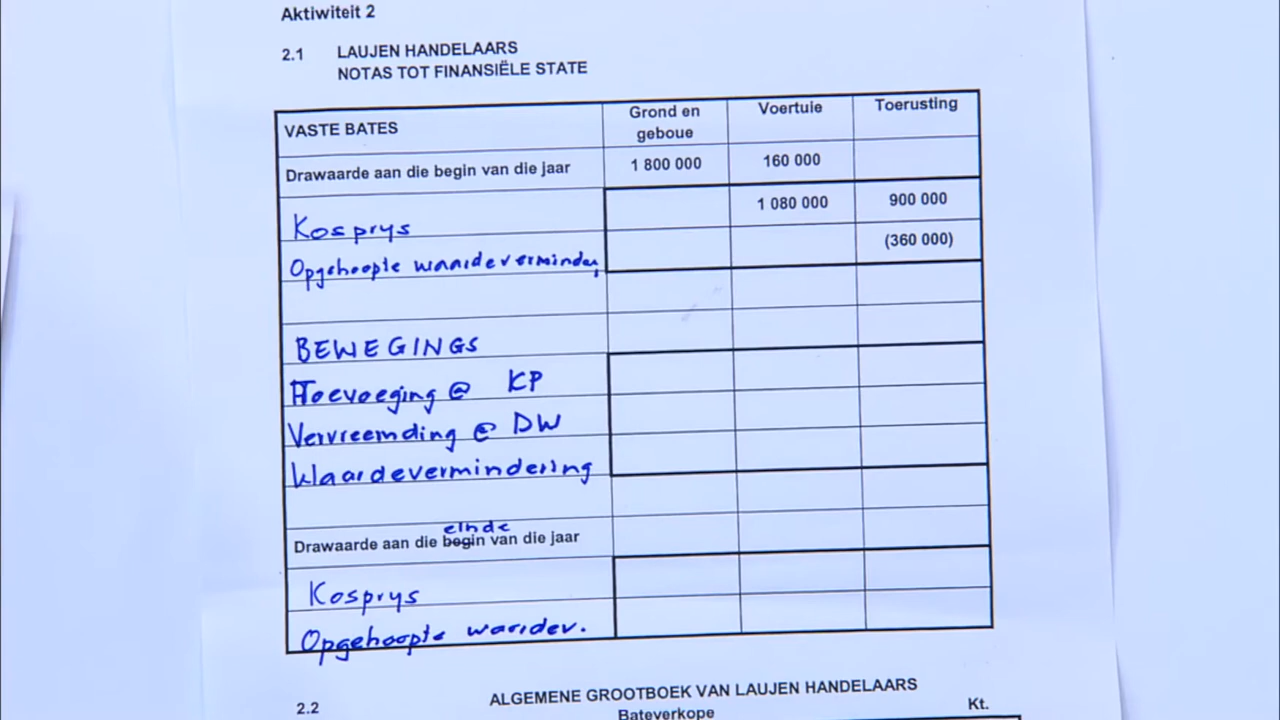 Aktiwiteit 2
2.1 LAUJEN HANDELAARS
NOTAS TOT FINANSIËLE STATE
VASTE BATES Grond en geboue Voertuie Toerusting
Drawaarde aan die begin van die jaar 1 800 000 160 000
Kosprys 1 080 000 900 000
Opgehoopte waardevermindering (360 000)
BEWEGINGS
Toevoeging @ KP
Vervreemding @ DW
Waardevermindering
Drawaarde aan die begin einde van die jaar
Kosprys
Opgehoopte waardev.
2.2 ALGEMENE GROOTBOEK VAN LAUJEN HANDELAARS
Bateverkope Kt.